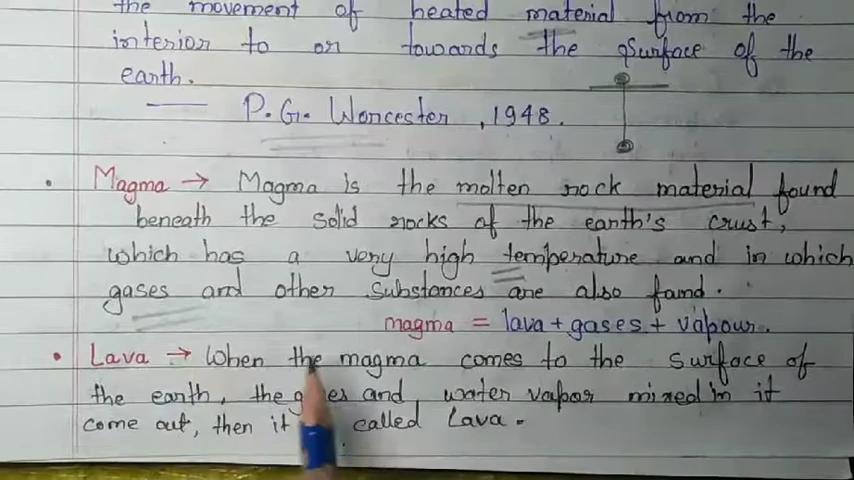 the movement of heated material from the
interior to or towards the surface of the
earth.
— P. G. Worcester, 1948.
• Magma → Magma is the molten rock material found
beneath the solid rocks of the earth's crust,
which has a very high temperature and in which
gases and other substances are also found.
magma = lava + gases + vapour.
• Lava → When the magma comes to the surface of
the earth, the gases and water vapor mixed in it
come out, then it called Lava.